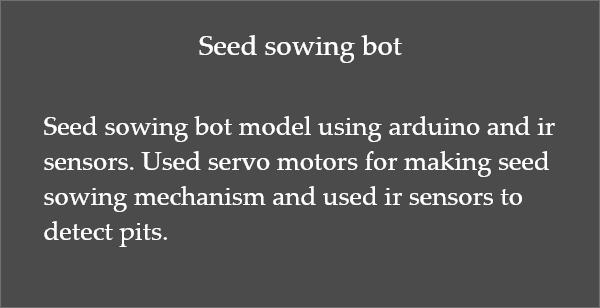 Seed sowing bot
Seed sowing bot model using arduino and ir
sensors. Used servo motors for making seed
sowing mechanism and used ir sensors to
detect pits.